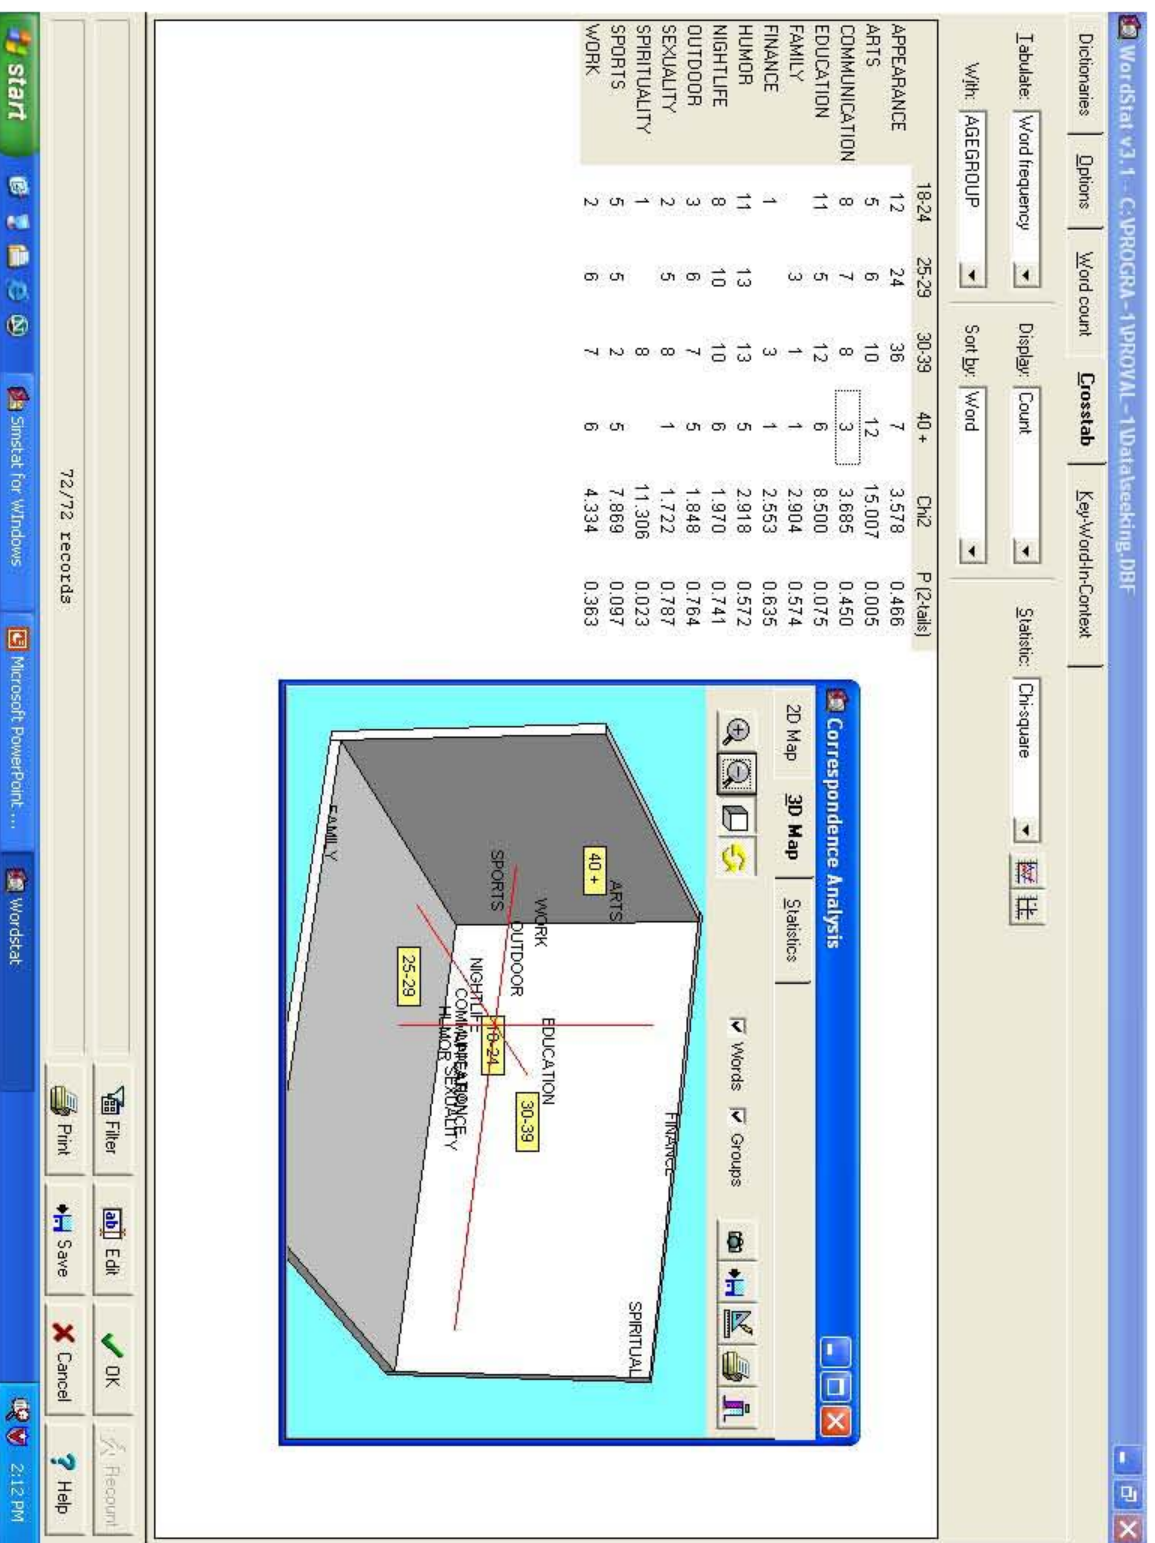 WordStat v3.1 - C:\PROGRA~1\PROVAL~1\Data\seeking.DBF
Dictionaries Options Word count Crosstab Key-Word-In-Context
Tabulate: Word frequency Display: Count Statistic: Chi-square
With: AGEGROUP Sort by: Word
18-24 25-29 30-39 40 + Chi2 P (2-tails)
APPEARANCE 12 24 36 7 3.578 0.466
ARTS 5 6 10 12 15.007 0.005
COMMUNICATION 8 7 8 3 3.685 0.450
EDUCATION 11 5 12 6 8.500 0.075
FAMILY 3 1 1 2.904 0.574
FINANCE 1 3 1 2.553 0.635
HUMOR 11 13 13 5 2.918 0.572
NIGHTLIFE 8 10 10 6 1.970 0.741
OUTDOOR 3 6 7 5 1.848 0.764
SEXUALITY 2 5 8 1 1.722 0.787
SPIRITUALITY 1 8 11.306 0.023
SPORTS 5 5 2 5 7.869 0.097
WORK 2 6 7 6 4.334 0.363
Correspondence Analysis
2D Map 3D Map Statistics
Words Groups
FINANCE
SPIRITUAL
ARTS
40 +
EDUCATION
WORK
30-39
OUTDOOR
SPORTS
18-24
NIGHTLIFE
COMMUNICATION
APPEARANCE
HUMOR SEXUALITY
25-29
FAMILY
Filter Edit OK Recount
72/72 records
Print Save Cancel Help
start Simstat for WIndows Microsoft PowerPoint ... Wordstat 2:12 PM